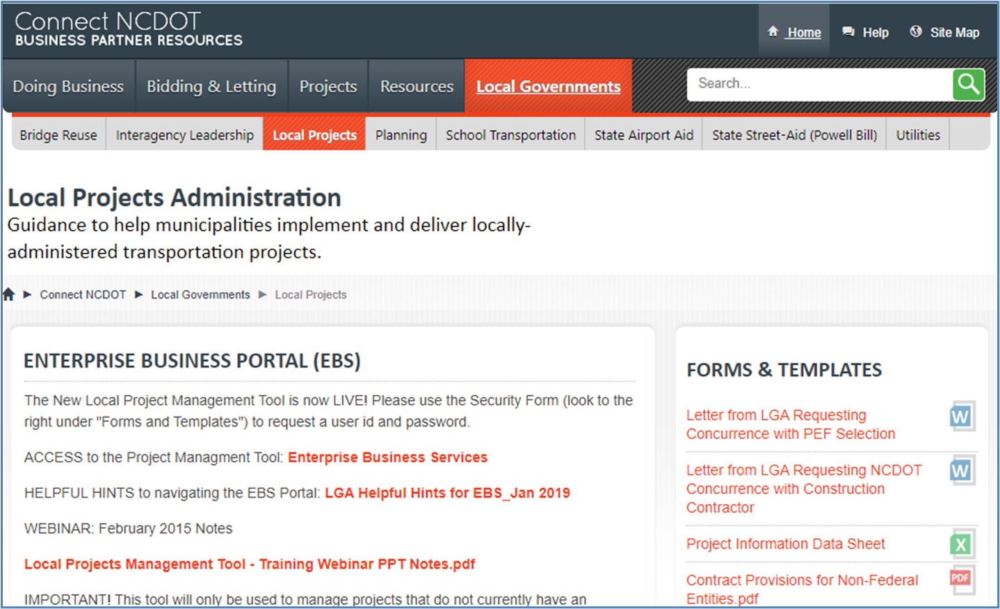 Connect NCDOT
BUSINESS PARTNER RESOURCES
Home
Help
Site Map
Doing Business
Bidding & Letting
Projects
Resources
Local Governments
Search...
Bridge Reuse
Interagency Leadership
Local Projects
Planning
School Transportation
State Airport Aid
State Street-Aid (Powell Bill)
Utilities
Local Projects Administration
Guidance to help municipalities implement and deliver locally-
administered transportation projects.
Connect NCDOT ► Local Governments ► Local Projects
ENTERPRISE BUSINESS PORTAL (EBS)
The New Local Project Management Tool is now LIVE! Please use the Security Form (look to the
right under "Forms and Templates") to request a user id and password.
ACCESS to the Project Managment Tool: Enterprise Business Services
HELPFUL HINTS to navigating the EBS Portal: LGA Helpful Hints for EBS_Jan 2019
WEBINAR: February 2015 Notes
Local Projects Management Tool - Training Webinar PPT Notes.pdf
IMPORTANT! This tool will only be used to manage projects that do not currently have an
FORMS & TEMPLATES
Letter from LGA Requesting
Concurrence with PEF Selection
W
Letter from LGA Requesting NCDOT
Concurrence with Construction
Contractor
W
Project Information Data Sheet
X
Contract Provisions for Non-Federal
Entities.pdf
PDF